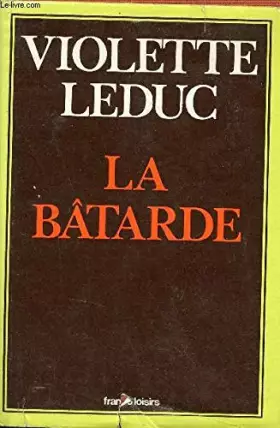 Le-livre.com
VIOLETTE
LEDUC
LA
BÂTARDE
france loisirs